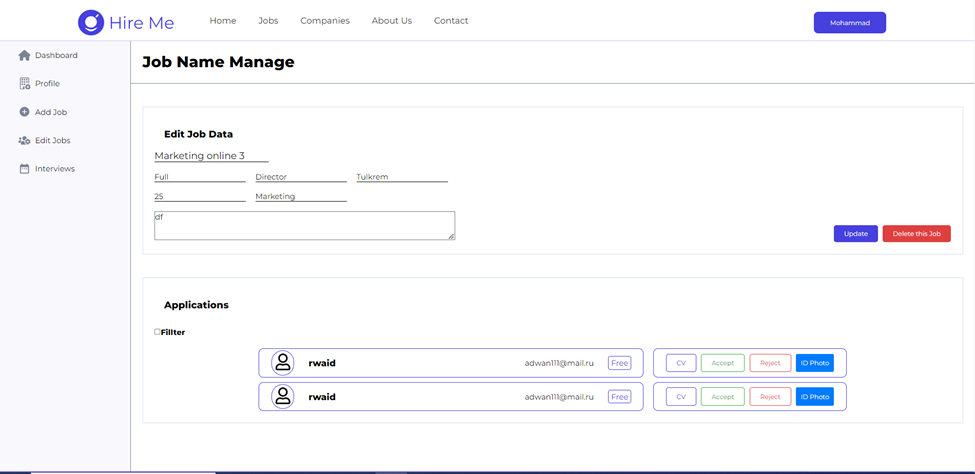 Hire Me
Home Jobs Companies About Us Contact
Mohammad
Dashboard
Profile
Add Job
Edit Jobs
Interviews
Job Name Manage
Edit Job Data
Marketing online 3
Full Director Tulkrem
25 Marketing
df
Update Delete this Job
Applications
Fillter
rwaid adwan111@mail.ru Free CV Accept Reject ID Photo
rwaid adwan111@mail.ru Free CV Accept Reject ID Photo